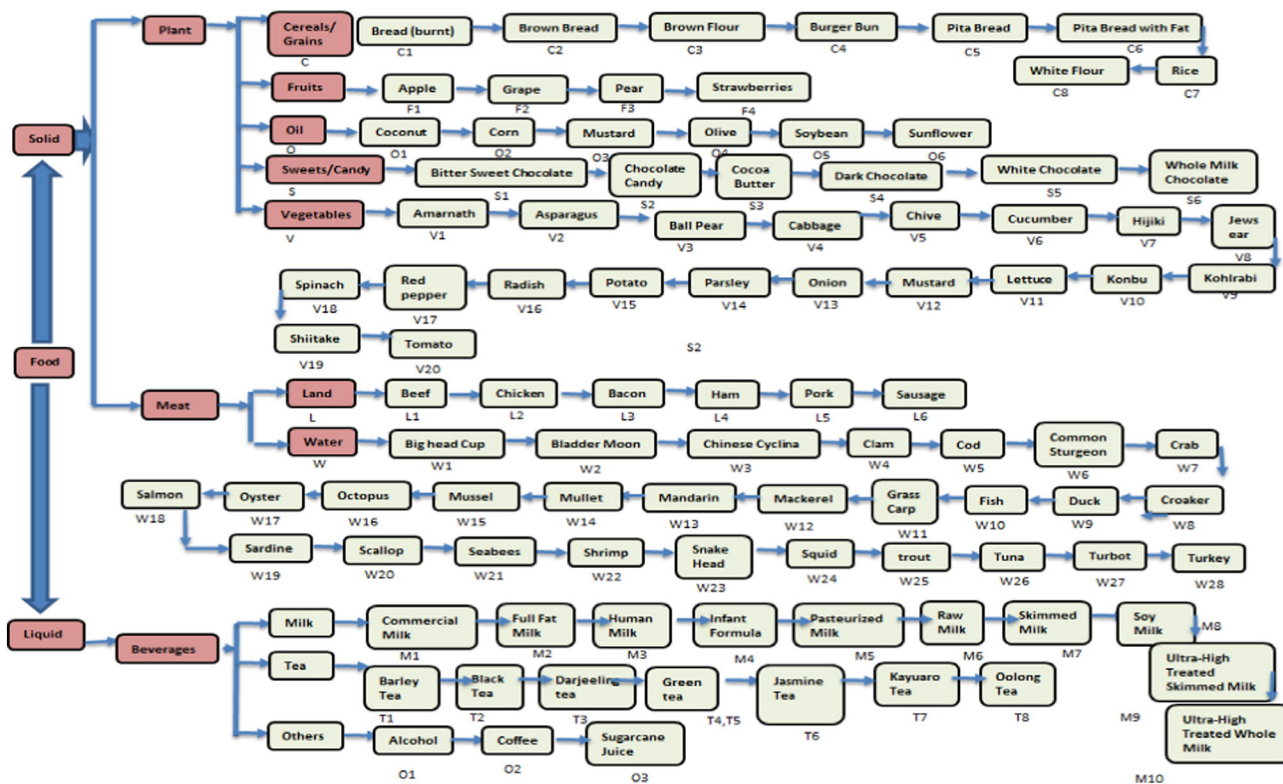 Plant
Cereals/
Grains
C
Bread (burnt)
C1
Brown Bread
C2
Brown Flour
C3
Burger Bun
C4
Pita Bread
C5
Pita Bread with Fat
C6
Rice
C7
White Flour
C8
Fruits
Apple
F1
Grape
F2
Pear
F3
Strawberries
F4
Solid
Oil
O
Coconut
O1
Corn
O2
Mustard
O3
Olive
O4
Soybean
O5
Sunflower
O6
Sweets/Candy
S
Bitter Sweet Chocolate
S1
Chocolate
Candy
S2
Cocoa
Butter
S3
Dark Chocolate
S4
White Chocolate
S5
Whole Milk
Chocolate
S6
Vegetables
V
Amarnath
V1
Asparagus
V2
Ball Pear
V3
Cabbage
V4
Chive
V5
Cucumber
V6
Hijiki
V7
Jews
ear
V8
Kohlrabi
V9
Konbu
V10
Lettuce
V11
Mustard
V12
Onion
V13
Parsley
V14
Potato
V15
Radish
V16
Red
pepper
V17
Spinach
V18
Shiitake
V19
Tomato
V20
S2
Food
Meat
Land
L
Beef
L1
Chicken
L2
Bacon
L3
Ham
L4
Pork
L5
Sausage
L6
Water
W
Big head Cup
W1
Bladder Moon
W2
Chinese Cyclina
W3
Clam
W4
Cod
W5
Common
Sturgeon
W6
Crab
W7
Croaker
W8
Duck
W9
Fish
W10
Grass
Carp
W11
Mackerel
W12
Mandarin
W13
Mullet
W14
Mussel
W15
Octopus
W16
Oyster
W17
Salmon
W18
Sardine
W19
Scallop
W20
Seabees
W21
Shrimp
W22
Snake
Head
W23
Squid
W24
trout
W25
Tuna
W26
Turbot
W27
Turkey
W28
Liquid
Beverages
Milk
Commercial
Milk
M1
Full Fat
Milk
M2
Human
Milk
M3
Infant
Formula
M4
Pasteurized
Milk
M5
Raw
Milk
M6
Skimmed
Milk
M7
Soy
Milk
M8
Ultra-High
Treated
Skimmed Milk
M9
Ultra-High
Treated Whole
Milk
M10
Tea
Barley
Tea
T1
Black
Tea
T2
Darjeeling
tea
T3
Green
tea
T4,T5
Jasmine
Tea
T6
Kayuaro
Tea
T7
Oolong
Tea
T8
Others
Alcohol
O1
Coffee
O2
Sugarcane
Juice
O3